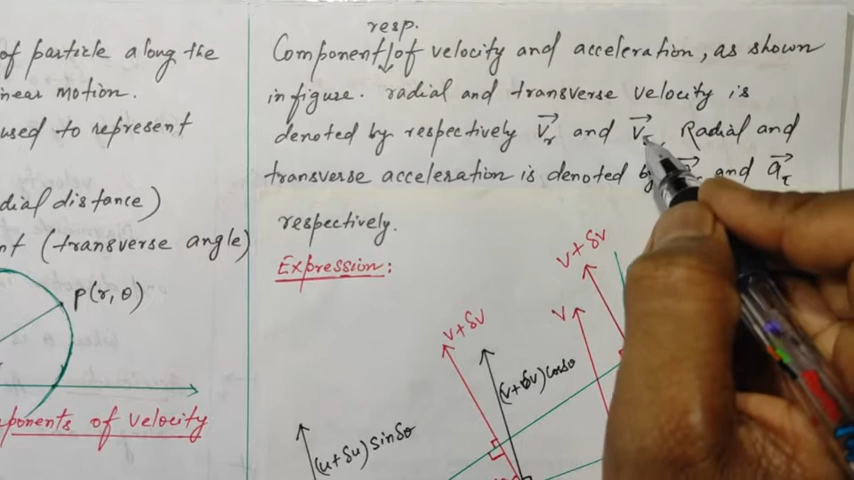 of particle along the
near motion.
used to represent
dial distance)
nt (transverse angle)
P(r, θ)
ponents of velocity
resp.
Component of velocity and acceleration, as shown
in figure. radial and transverse velocity is
denoted by respectively V⃗r and V⃗τ. Radial and
transverse acceleration is denoted by and a⃗τ
respectively.
Expression:
v+δv
v
v+δv
(v+δv)cosδθ
(u+δu)sinδθ